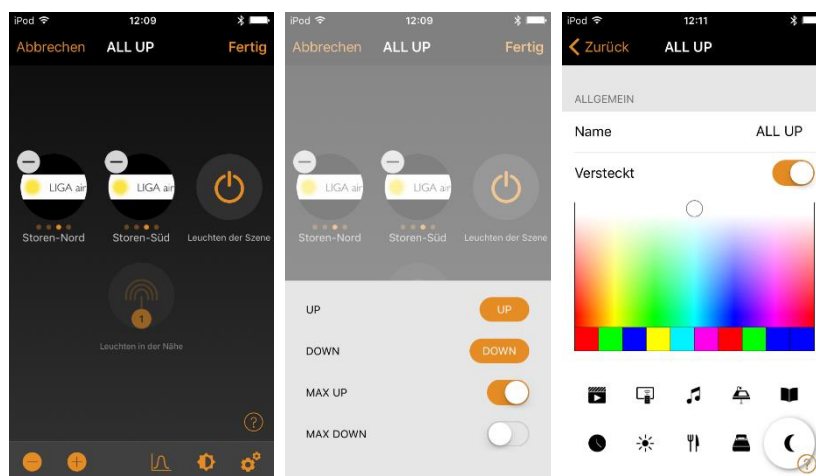 iPod 12:09
Abbrechen ALL UP Fertig
LIGA air LIGA air
Storen-Nord Storen-Süd Leuchten der Szene
1
Leuchten in der Nähe
?
iPod 12:09
Abbrechen ALL UP Fertig
LIGA air LIGA air
Storen-Nord Storen-Süd Leuchten der Szene
UP UP
DOWN DOWN
MAX UP
MAX DOWN
iPod 12:11
Zurück ALL UP
ALLGEMEIN
Name ALL UP
Versteckt
?